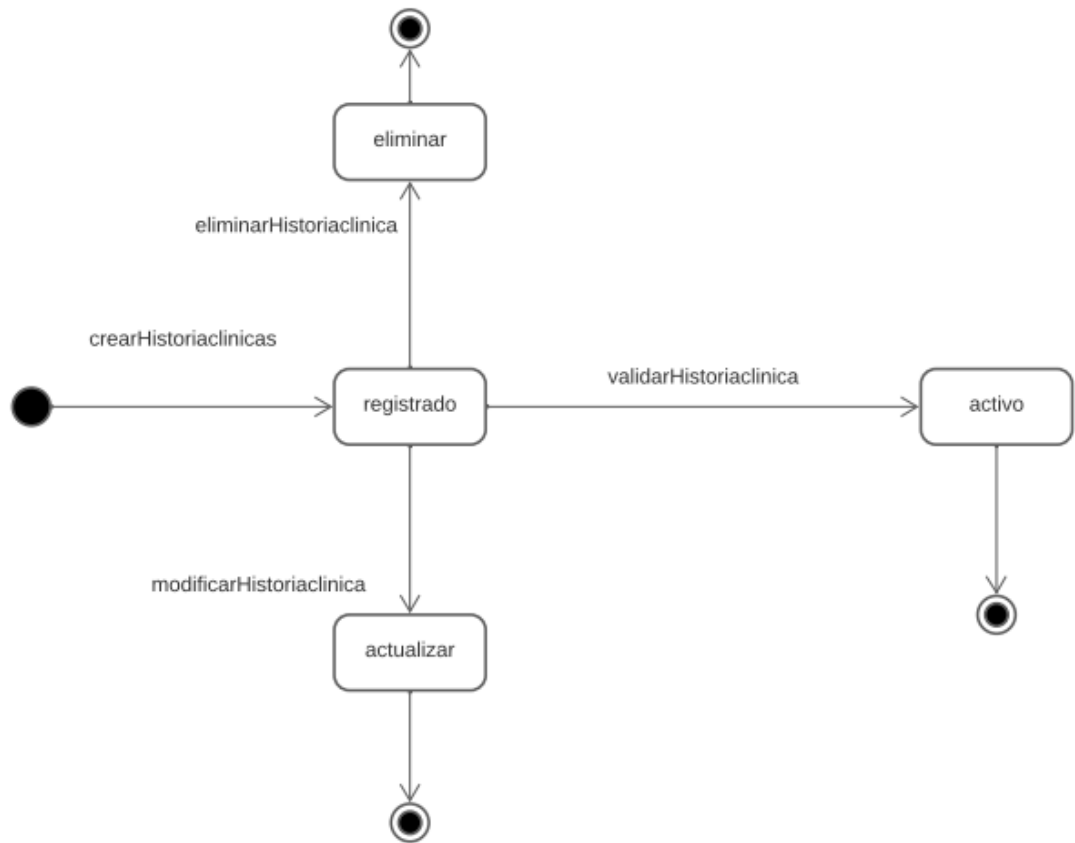 eliminar
eliminarHistoriaclinica
crearHistoriaclinicas
validarHistoriaclinica
registrado
activo
modificarHistoriaclinica
actualizar